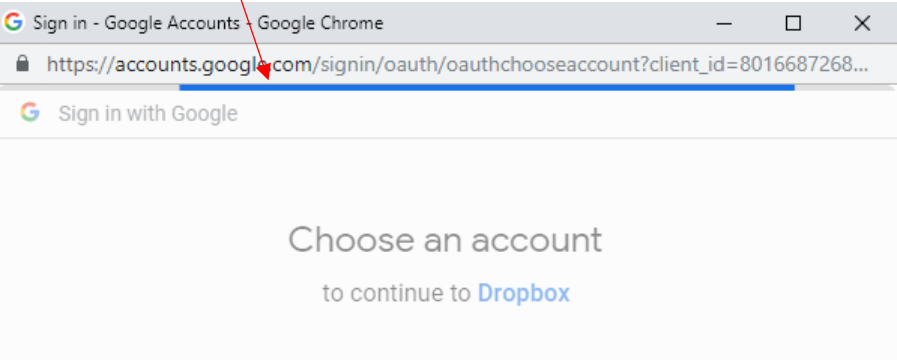 Sign in - Google Accounts - Google Chrome
https://accounts.google.com/signin/oauth/oauthchooseaccount?client_id=8016687268...
Sign in with Google
Choose an account
to continue to Dropbox